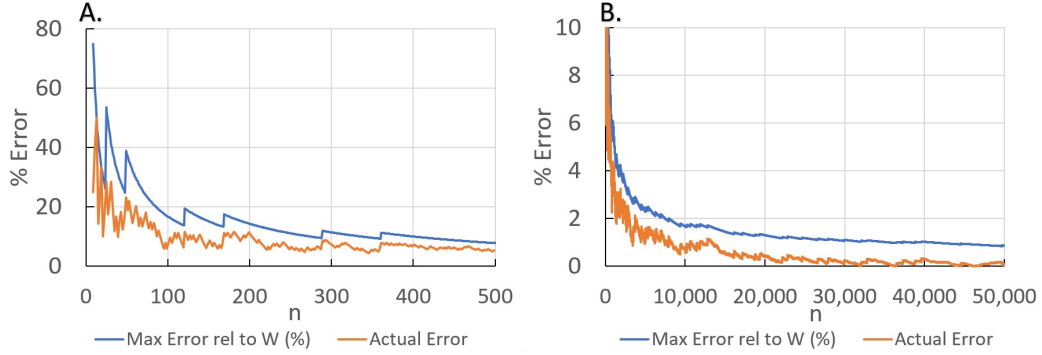 A.
80
60
40
20
0
% Error
0 100 200 300 400 500
n
Max Error rel to W (%) Actual Error
B.
10
8
6
4
2
0
% Error
0 10,000 20,000 30,000 40,000 50,000
n
Max Error rel to W (%) Actual Error